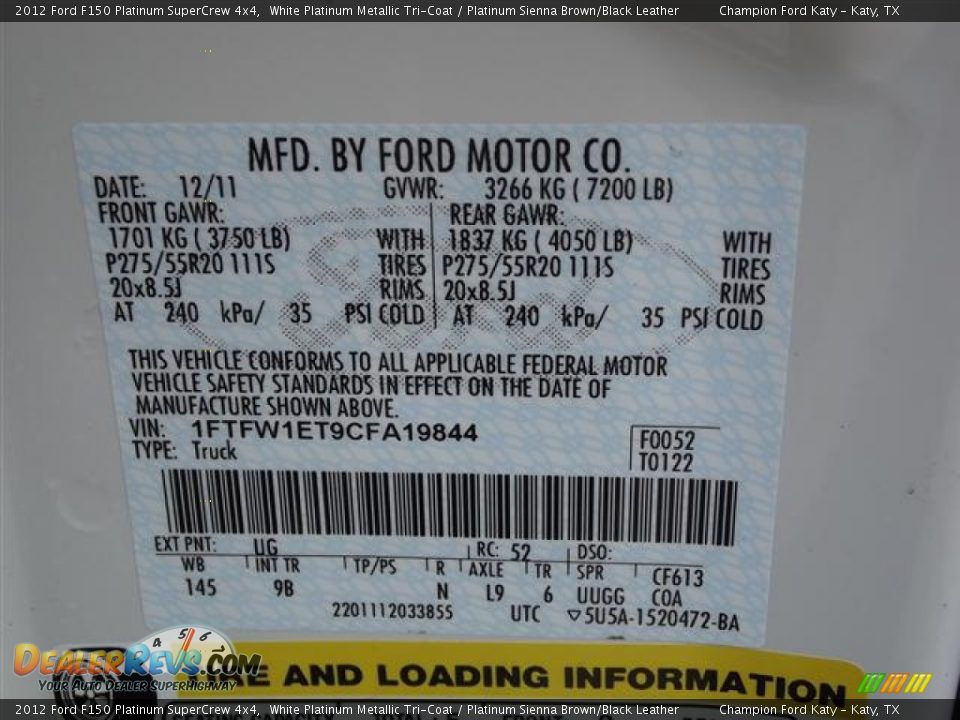 2012 Ford F150 Platinum SuperCrew 4x4, White Platinum Metallic Tri-Coat / Platinum Sienna Brown/Black Leather Champion Ford Katy - Katy, TX
MFD. BY FORD MOTOR CO.
DATE: 12/11 GVWR: 3266 KG ( 7200 LB)
FRONT GAWR: REAR GAWR:
1701 KG ( 3750 LB) WITH 1837 KG ( 4050 LB) WITH
P275/55R20 111S TIRES P275/55R20 111S TIRES
20x8.5J RIMS 20x8.5J RIMS
AT 240 kPa/ 35 PSI COLD AT 240 kPa/ 35 PSI COLD
THIS VEHICLE CONFORMS TO ALL APPLICABLE FEDERAL MOTOR
VEHICLE SAFETY STANDARDS IN EFFECT ON THE DATE OF
MANUFACTURE SHOWN ABOVE.
VIN: 1FTFW1ET9CFA19844
TYPE: Truck
F0052
T0122
EXT PNT: UG RC: 52 DSO:
WB INT TR TP/PS R AXLE TR SPR CF613
145 9B N L9 6 UUGG COA
2201112033855 UTC ▽5U5A-1520472-BA
AND LOADING INFORMATION
4 5 6
DEALERREVS.COM
Your Auto Dealer SuperHighway
2012 Ford F150 Platinum SuperCrew 4x4, White Platinum Metallic Tri-Coat / Platinum Sienna Brown/Black Leather Champion Ford Katy - Katy, TX